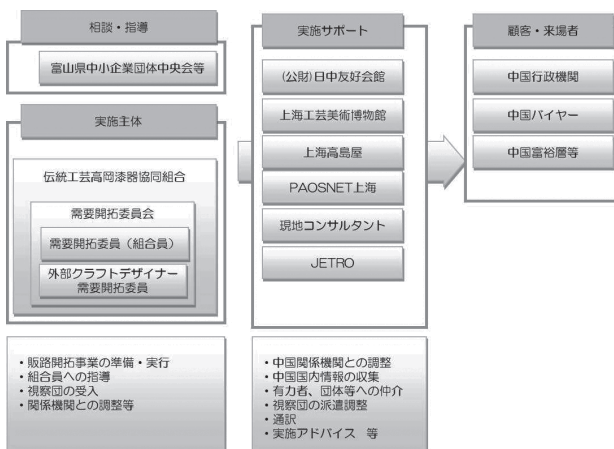 相談・指導
富山県中小企業団体中央会等
実施主体
伝統工芸高岡漆器協同組合
需要開拓委員会
需要開拓委員（組合員）
外部クラフトデザイナー
需要開拓委員
・販路開拓事業の準備・実行
・組合員への指導
・視察団の受入
・関係機関との調整等
実施サポート
(公財)日中友好会館
上海工芸美術博物館
上海高島屋
PAOSNET上海
現地コンサルタント
JETRO
・中国関係機関との調整
・中国国内情報の収集
・有力者、団体等への仲介
・視察団の派遣調整
・通訳
・実施アドバイス 等
顧客・来場者
中国行政機関
中国バイヤー
中国富裕層等